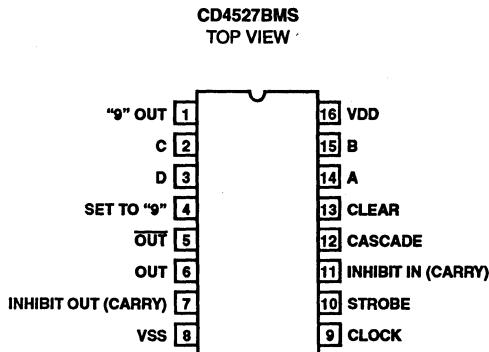 CD4527BMS
TOP VIEW
"9" OUT 1 16 VDD
C 2 15 B
D 3 14 A
SET TO "9" 4 13 CLEAR
OUT 5 12 CASCADE
OUT 6 11 INHIBIT IN (CARRY)
INHIBIT OUT (CARRY) 7 10 STROBE
VSS 8 9 CLOCK